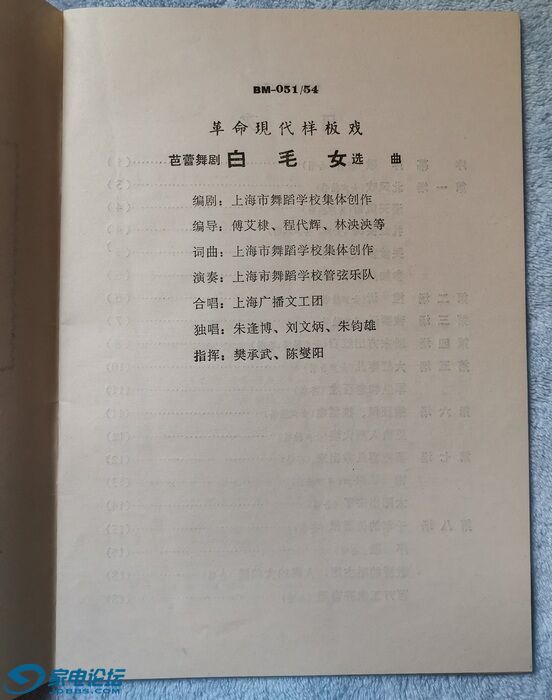 BM-051/54
革命現代样板戏
芭蕾舞剧 白毛女 选曲
编剧：上海市舞蹈学校集体创作
编导：傅艾棣、程代辉、林泱泱等
词曲：上海市舞蹈学校集体创作
演奏：上海市舞蹈学校管弦乐队
合唱：上海广播文工团
独唱：朱逢博、刘文炳、朱钧雄
指挥：樊承武、陈燮阳
家电论坛
JDBBS.COM